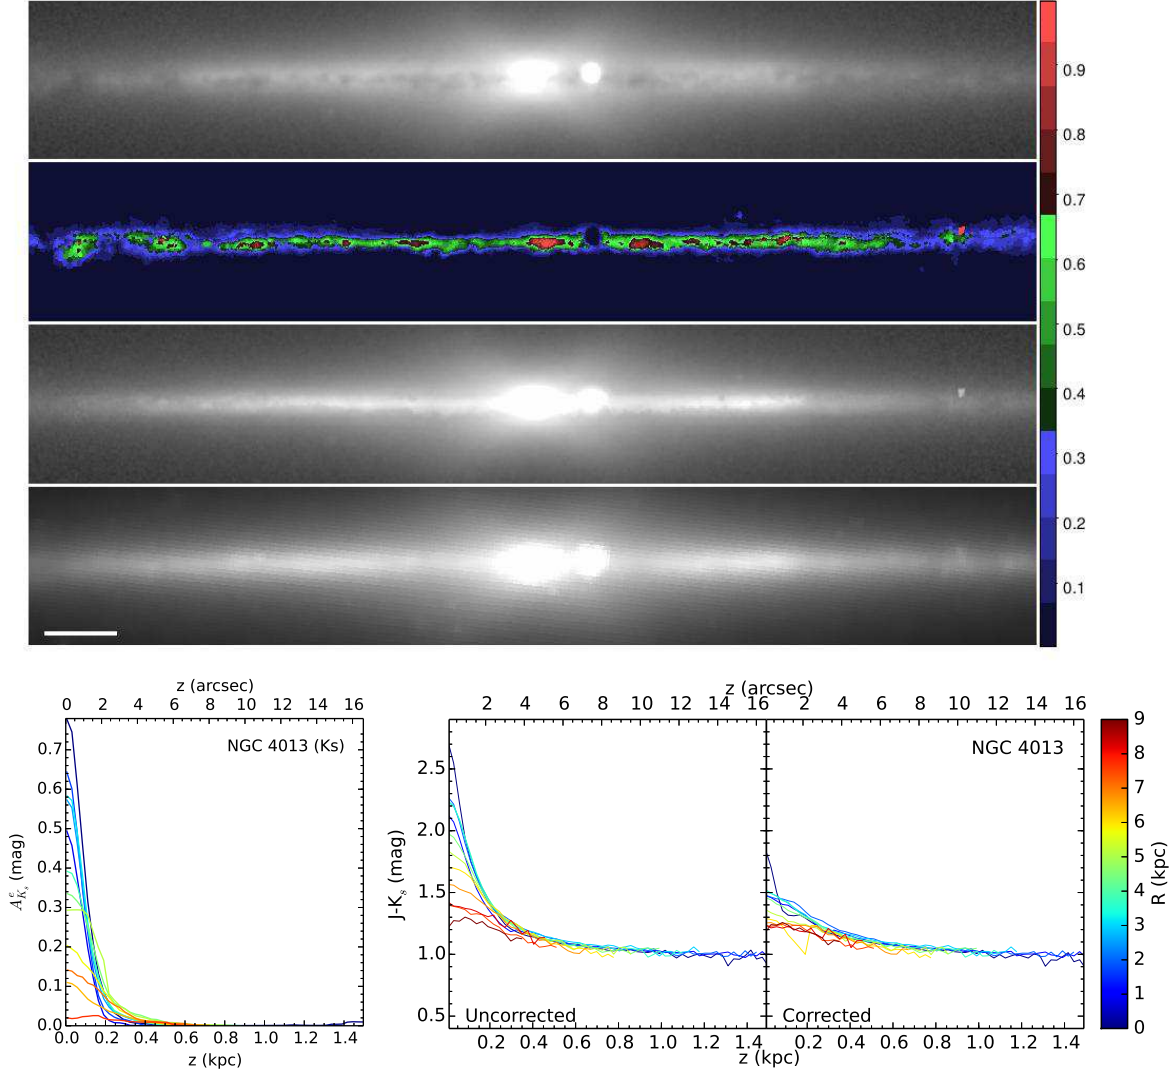 0.9
0.8
0.7
0.6
0.5
0.4
0.3
0.2
0.1
z (arcsec)
0 2 4 6 8 10 12 14 16
NGC 4013 (Ks)
0.7
0.6
0.5
0.4
0.3
0.2
0.1
0.0
A^e_{K_s} (mag)
0.0 0.2 0.4 0.6 0.8 1.0 1.2 1.4
z (kpc)
z (arcsec)
2 4 6 8 10 12 14 16
2 4 6 8 10 12 14 16
NGC 4013
2.5
2.0
1.5
1.0
0.5
J-K_s (mag)
Uncorrected
Corrected
0.2 0.4 0.6 0.8 1.0 1.2 1.4
0.2 0.4 0.6 0.8 1.0 1.2 1.4
z (kpc)
9
8
7
6
5
4
3
2
1
0
R (kpc)